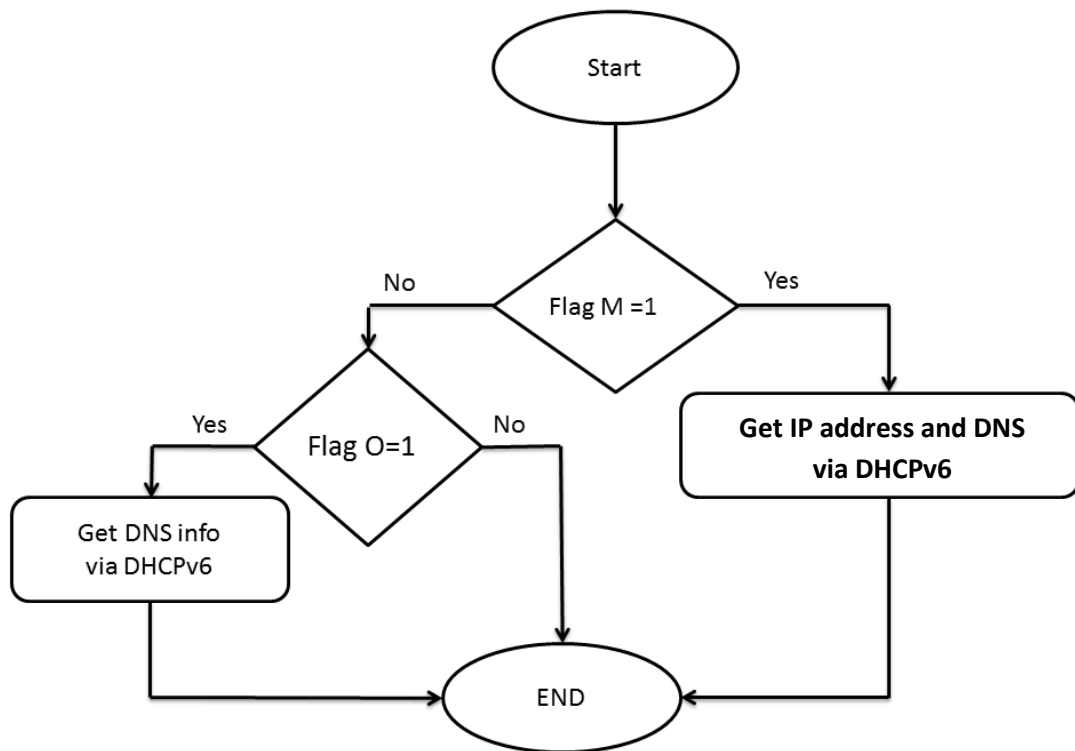 Start
No
Yes
Flag M =1
Yes
No
Flag O=1
Get IP address and DNS
via DHCPv6
Get DNS info
via DHCPv6
END